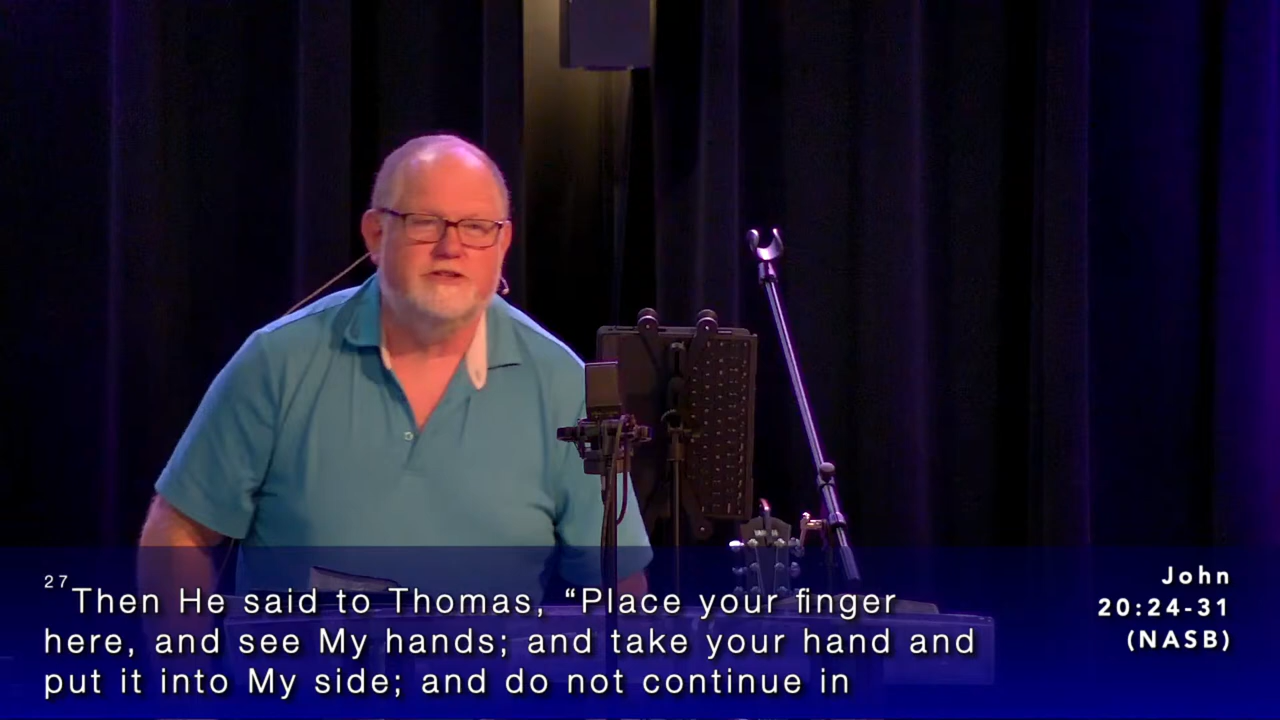 27Then He said to Thomas, “Place your finger
here, and see My hands; and take your hand and
put it into My side; and do not continue in
John
20:24-31
(NASB)